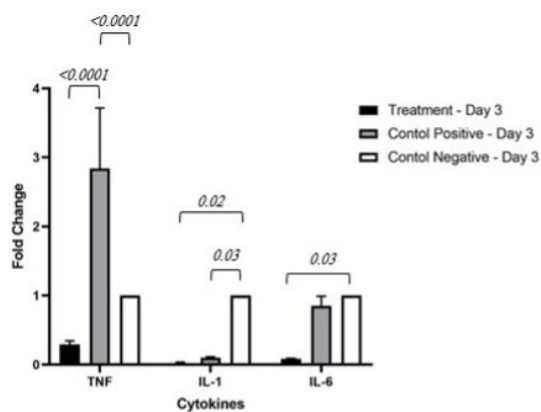 <0.0001
<0.0001
4
3
2
1
0
Fold Change
0.02
0.03
0.03
Treatment - Day 3
Contol Positive - Day 3
Contol Negative - Day 3
TNF
IL-1
IL-6
Cytokines